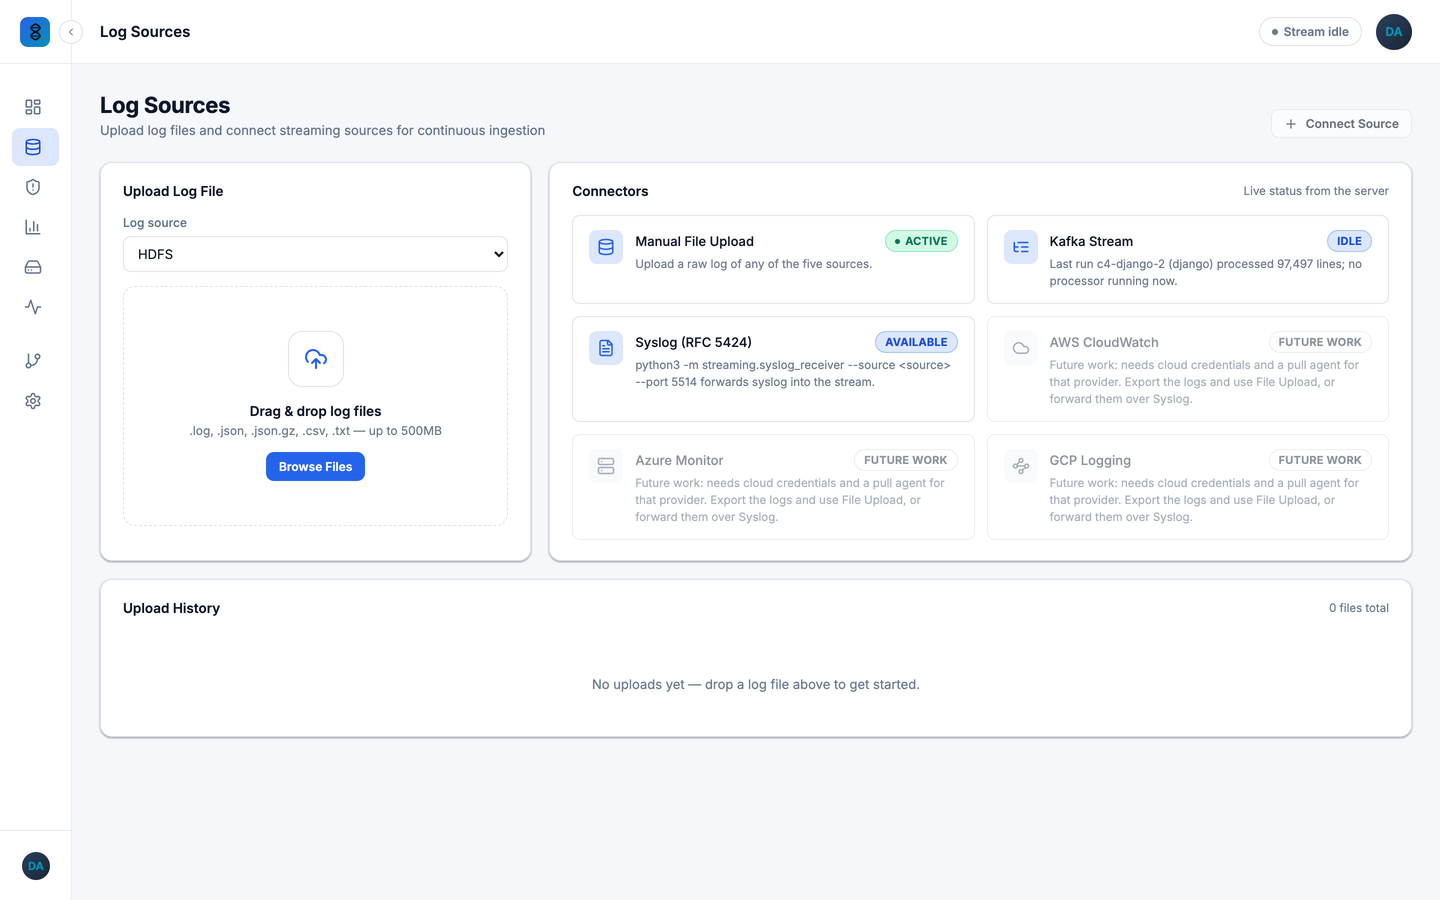 Log Sources
Stream idle
DA
Log Sources
Upload log files and connect streaming sources for continuous ingestion
Connect Source
Upload Log File
Log source
HDFS
Drag & drop log files
.log, .json, .json.gz, .csv, .txt — up to 500MB
Browse Files
Connectors
Live status from the server
Manual File Upload
ACTIVE
Upload a raw log of any of the five sources.
Kafka Stream
IDLE
Last run c4-django-2 (django) processed 97,497 lines; no
processor running now.
Syslog (RFC 5424)
AVAILABLE
python3 -m streaming.syslog_receiver --source <source>
--port 5514 forwards syslog into the stream.
AWS CloudWatch
FUTURE WORK
Future work: needs cloud credentials and a pull agent for
that provider. Export the logs and use File Upload, or
forward them over Syslog.
Azure Monitor
FUTURE WORK
Future work: needs cloud credentials and a pull agent for
that provider. Export the logs and use File Upload, or
forward them over Syslog.
GCP Logging
FUTURE WORK
Future work: needs cloud credentials and a pull agent for
that provider. Export the logs and use File Upload, or
forward them over Syslog.
Upload History
0 files total
No uploads yet — drop a log file above to get started.
DA